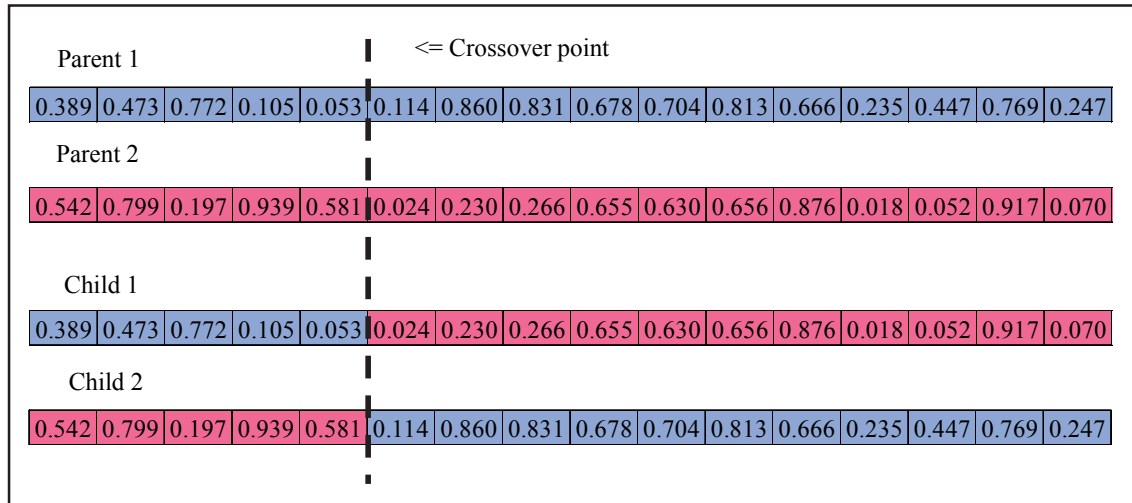 <= Crossover point
Parent 1
0.389 0.473 0.772 0.105 0.053 0.114 0.860 0.831 0.678 0.704 0.813 0.666 0.235 0.447 0.769 0.247
Parent 2
0.542 0.799 0.197 0.939 0.581 0.024 0.230 0.266 0.655 0.630 0.656 0.876 0.018 0.052 0.917 0.070
Child 1
0.389 0.473 0.772 0.105 0.053 0.024 0.230 0.266 0.655 0.630 0.656 0.876 0.018 0.052 0.917 0.070
Child 2
0.542 0.799 0.197 0.939 0.581 0.114 0.860 0.831 0.678 0.704 0.813 0.666 0.235 0.447 0.769 0.247